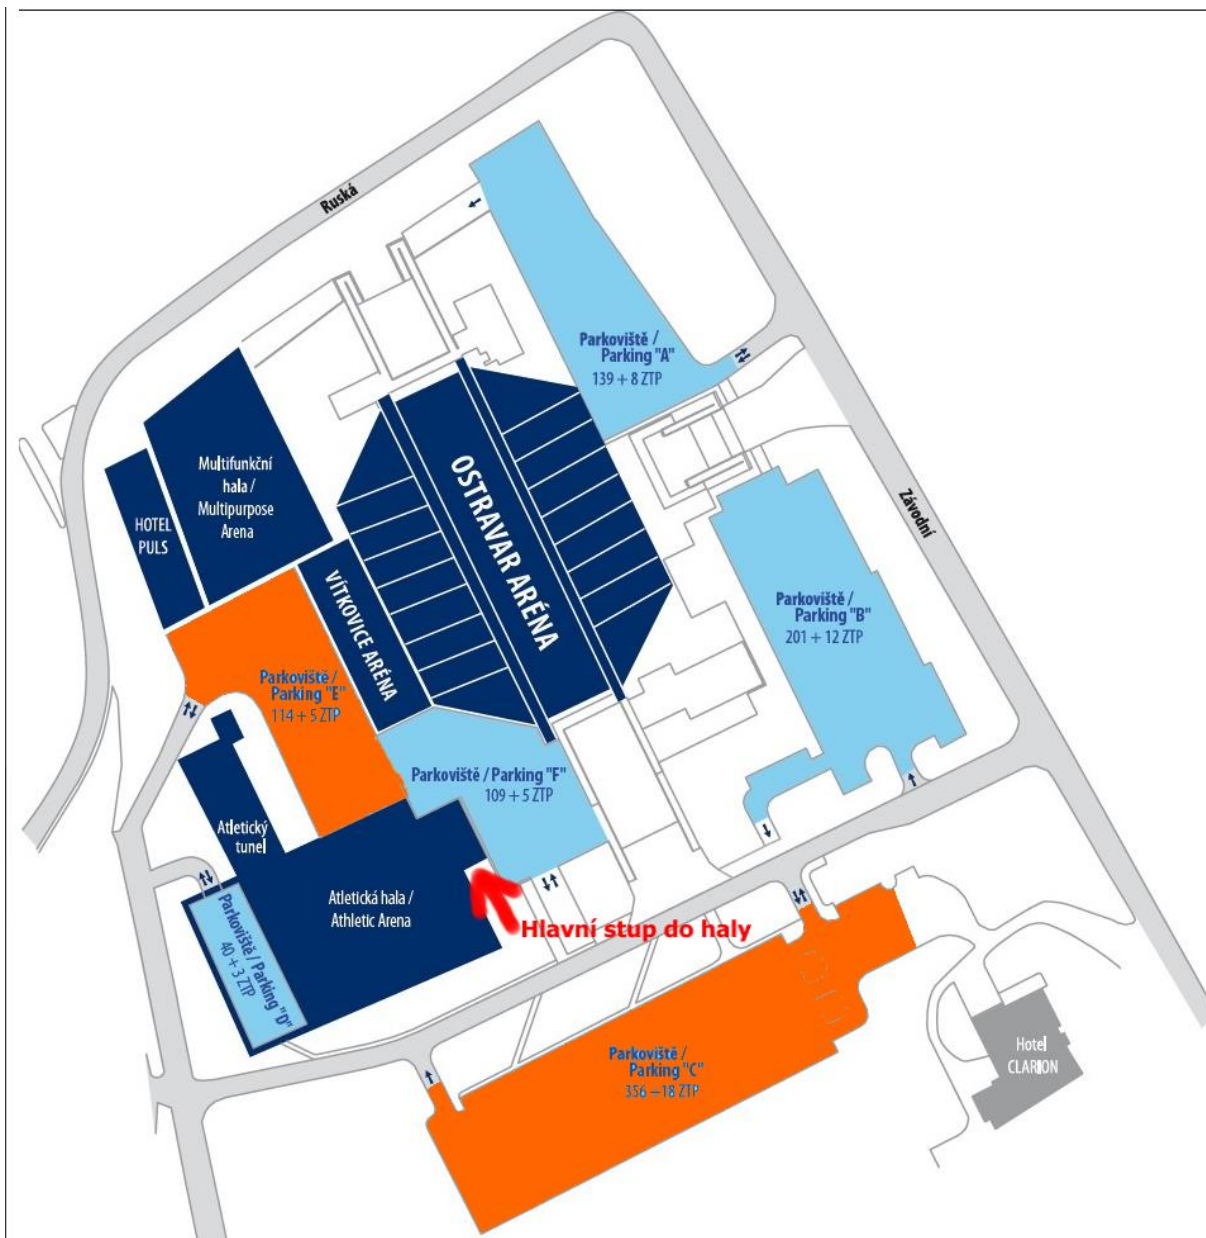 Ruská
Parkoviště /
Parking "A"
139 + 8 ZTP
Multifunkční
hala /
Multipurpose
Arena
HOTEL
PULS
OSTRAVAR ARÉNA
Závodní
VÍTKOVICE ARÉNA
Parkoviště /
Parking "B"
201 + 12 ZTP
Parkoviště /
Parking "E"
114 + 5 ZTP
Parkoviště / Parking "F"
109 + 5 ZTP
Atletický
tunel
Atletická hala /
Athletic Arena
Hlavní stup do haly
Parkoviště / Parking "D"
40 + 3 ZTP
Parkoviště /
Parking "C"
356 –18 ZTP
Hotel
CLARION